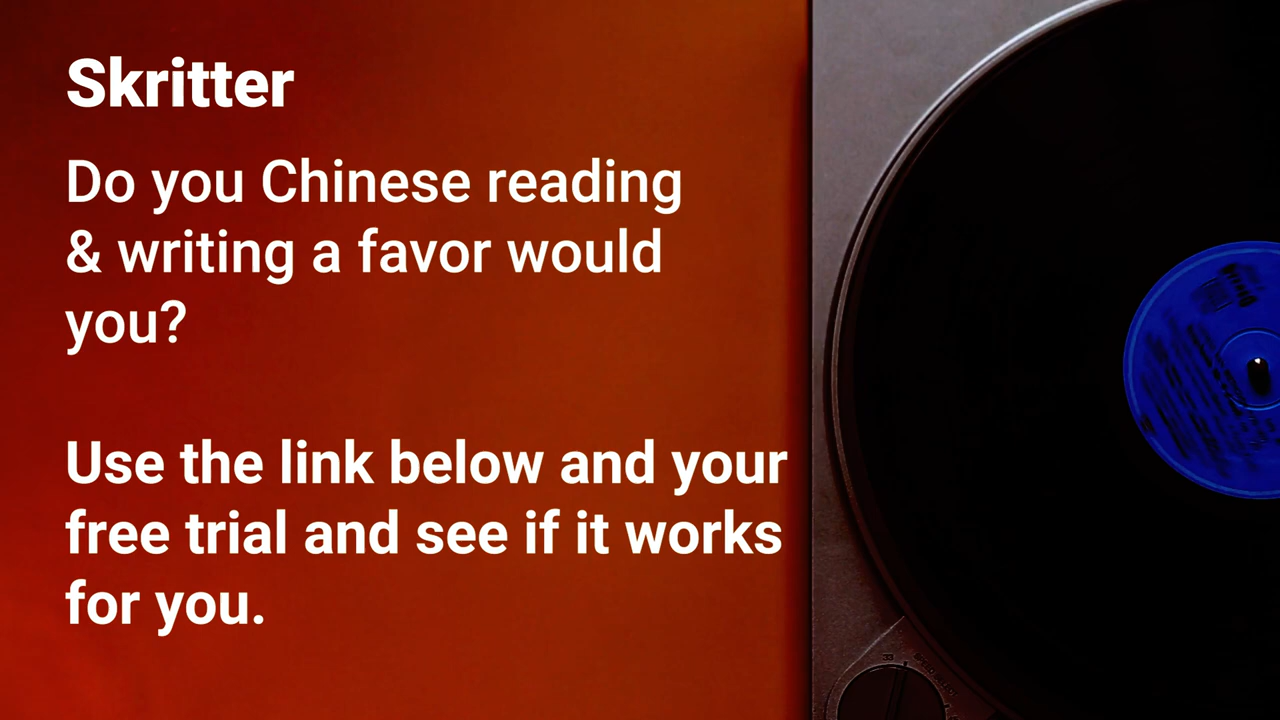 Skritter
Do you Chinese reading
& writing a favor would
you?
Use the link below and your
free trial and see if it works
for you.